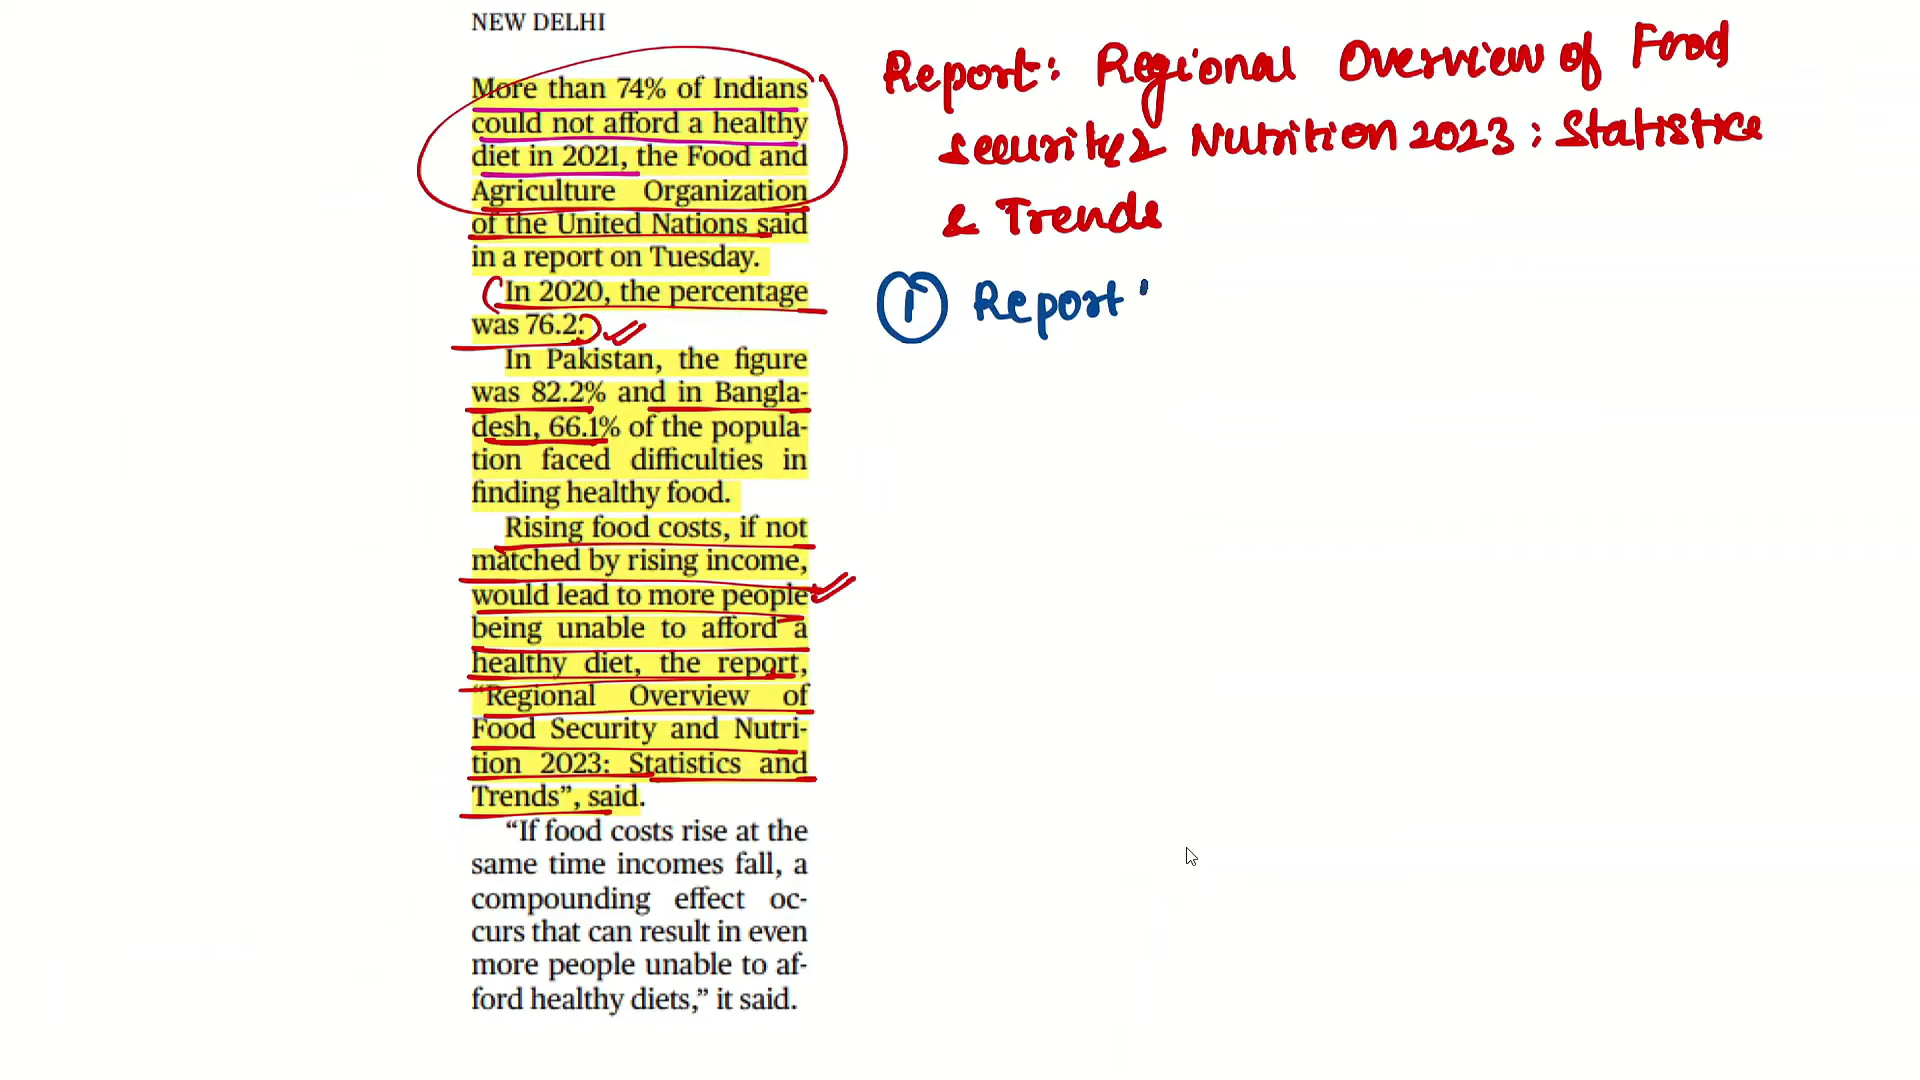 NEW DELHI
More than 74% of Indians
could not afford a healthy
diet in 2021, the Food and
Agriculture Organization
of the United Nations said
in a report on Tuesday.
In 2020, the percentage
was 76.2.
In Pakistan, the figure
was 82.2% and in Bangla-
desh, 66.1% of the popula-
tion faced difficulties in
finding healthy food.
Rising food costs, if not
matched by rising income,
would lead to more people
being unable to afford a
healthy diet, the report,
“Regional Overview of
Food Security and Nutri-
tion 2023: Statistics and
Trends”, said.
“If food costs rise at the
same time incomes fall, a
compounding effect oc-
curs that can result in even
more people unable to af-
ford healthy diets,” it said.
Report: Regional Overview of Food
Security & Nutrition 2023: Statistics
& Trends
1 Report